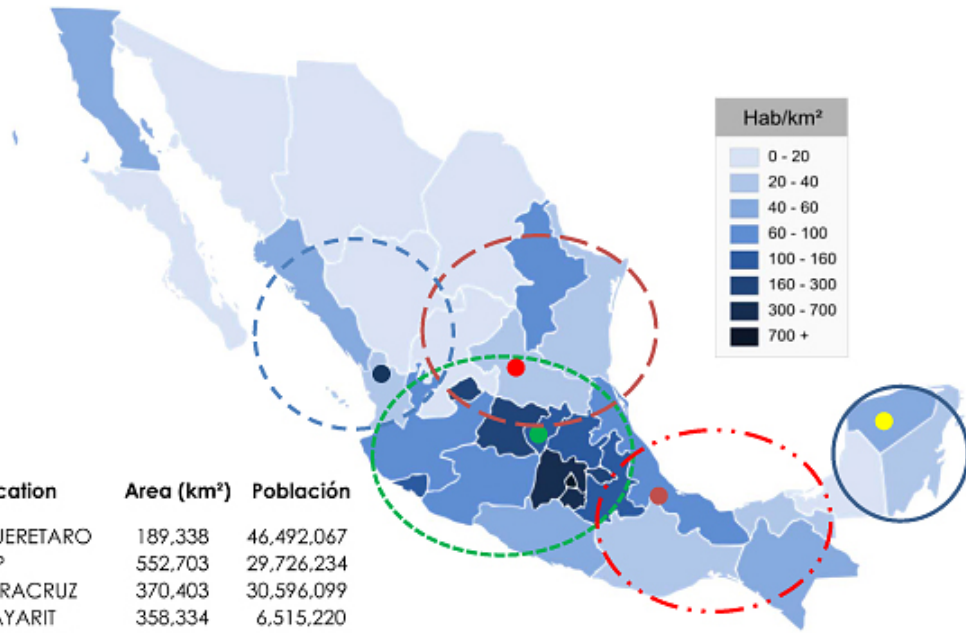 Hab/km²
0 - 20
20 - 40
40 - 60
60 - 100
100 - 160
160 - 300
300 - 700
700 +
Area (km²) Población
189,338 46,492,067
552,703 29,726,234
370,403 30,596,099
358,334 6,515,220